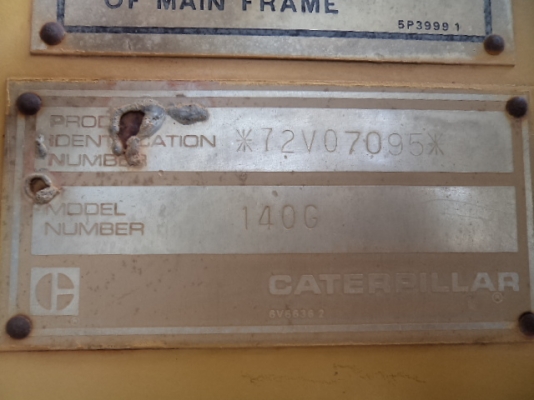 OF MAIN FRAME
5P3999 1
PRODUCT
IDENTIFICATION
NUMBER
*72V07095*
MODEL
NUMBER
140G
CATERPILLAR